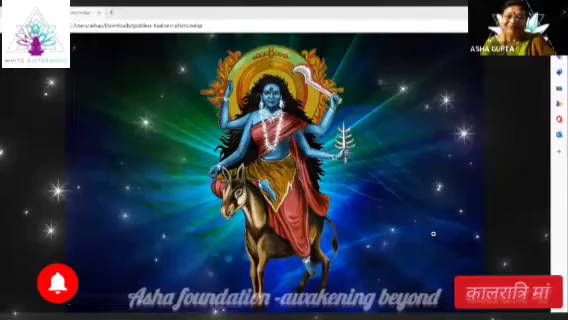 WHITE SISTERHOOD
ASHA GUPTA
Asha foundation -awakening beyond
कालरात्रि मां